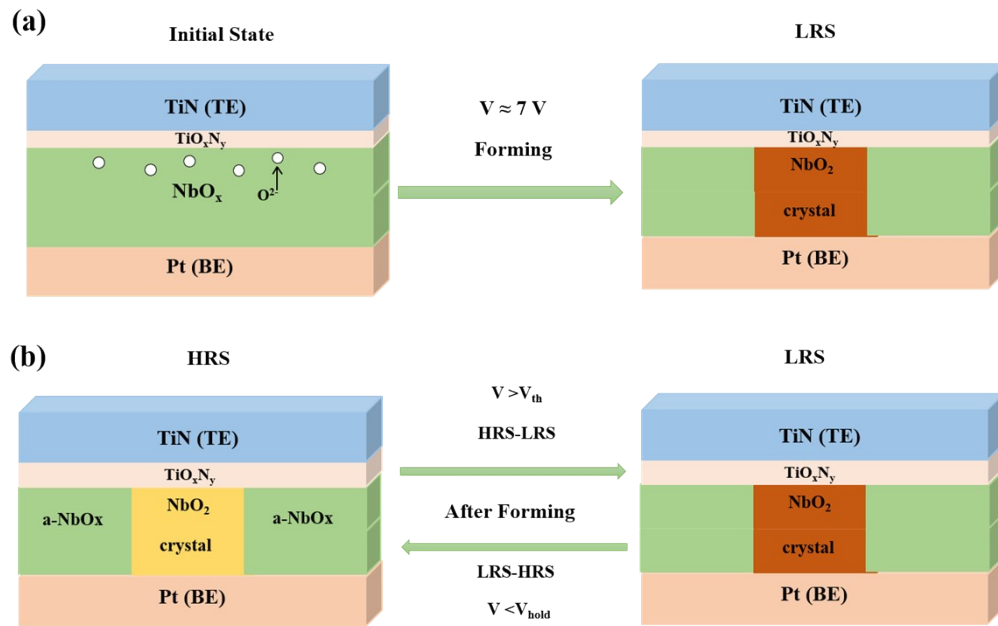 (a)
Initial State
LRS
TiN (TE)
TiOxNy
NbOx
O2-
Pt (BE)
V ≈ 7 V
Forming
TiN (TE)
TiOxNy
NbO2
crystal
Pt (BE)
(b)
HRS
LRS
TiN (TE)
TiOxNy
a-NbOx
NbO2
crystal
a-NbOx
Pt (BE)
V >Vth
HRS-LRS
After Forming
LRS-HRS
V <Vhold
TiN (TE)
TiOxNy
NbO2
crystal
Pt (BE)